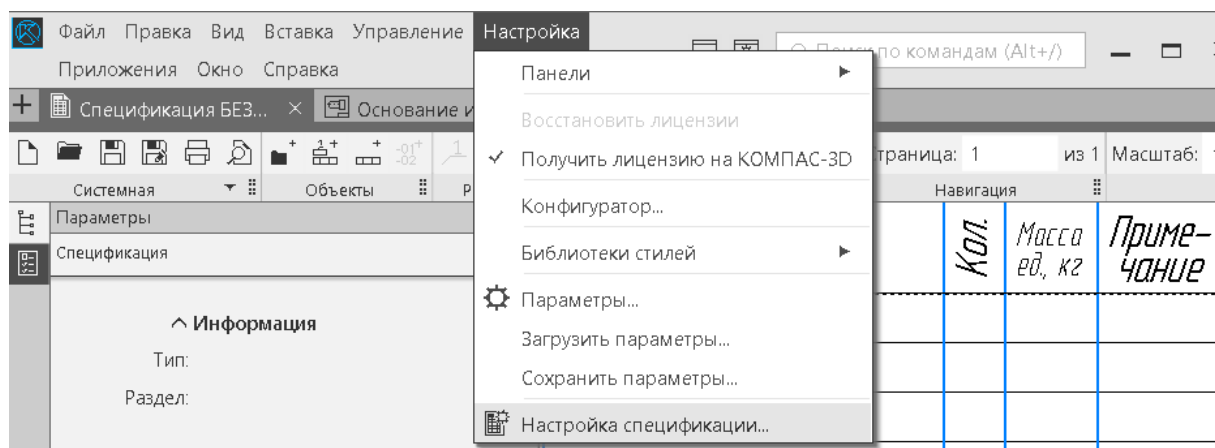 Файл Правка Вид Вставка Управление Настройка
Приложения Окно Справка
по командам (Alt+/)
Спецификация БЕЗ... × Основание и
Панели
Восстановить лицензии
Получить лицензию на КОМПАС-3D
Конфигуратор...
Библиотеки стилей
Параметры...
Загрузить параметры...
Сохранить параметры...
Настройка спецификации...
траница: 1 из 1 Масштаб:
Системная Объекты Р Навигация
Параметры
Спецификация
Информация
Тип:
Раздел:
Кол.
Масса
ед., кг
Приме-
чание